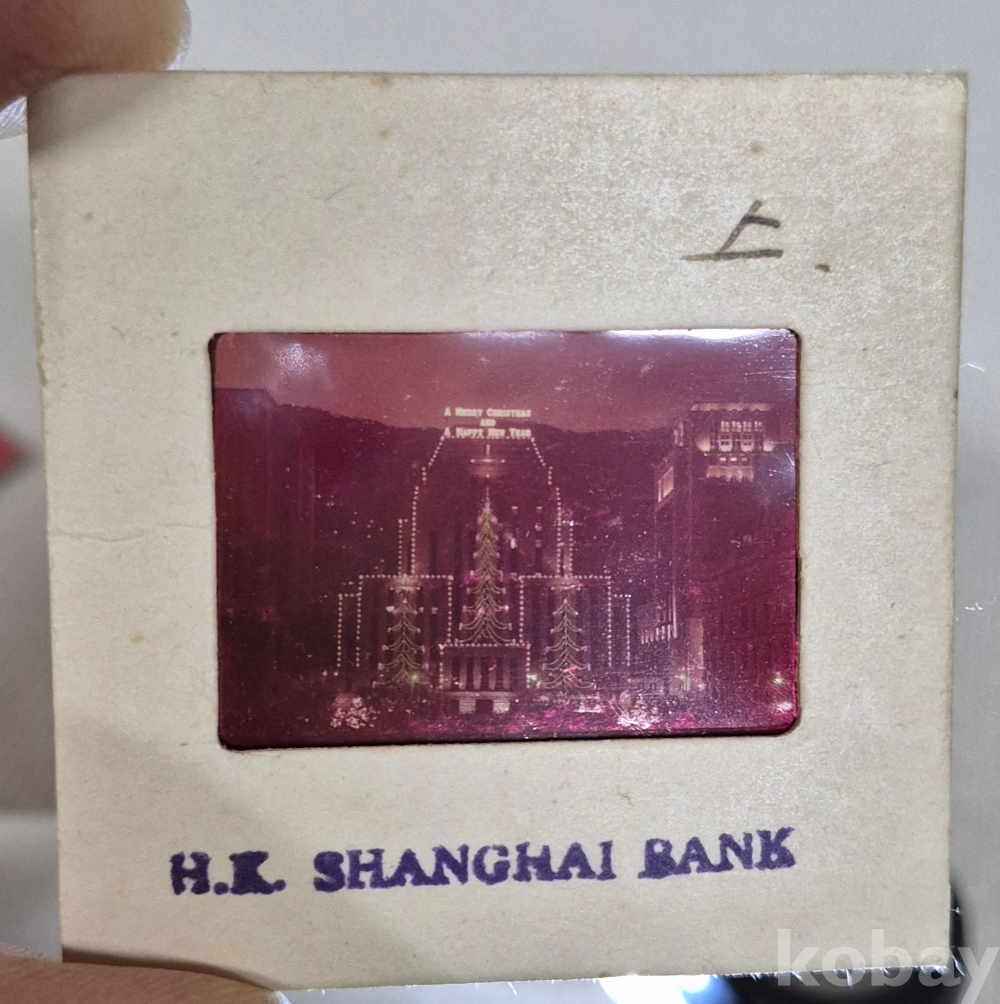 上.
A MERRY CHRISTMAS
AND
A HAPPY NEW YEAR
H.K. SHANGHAI BANK
kobay